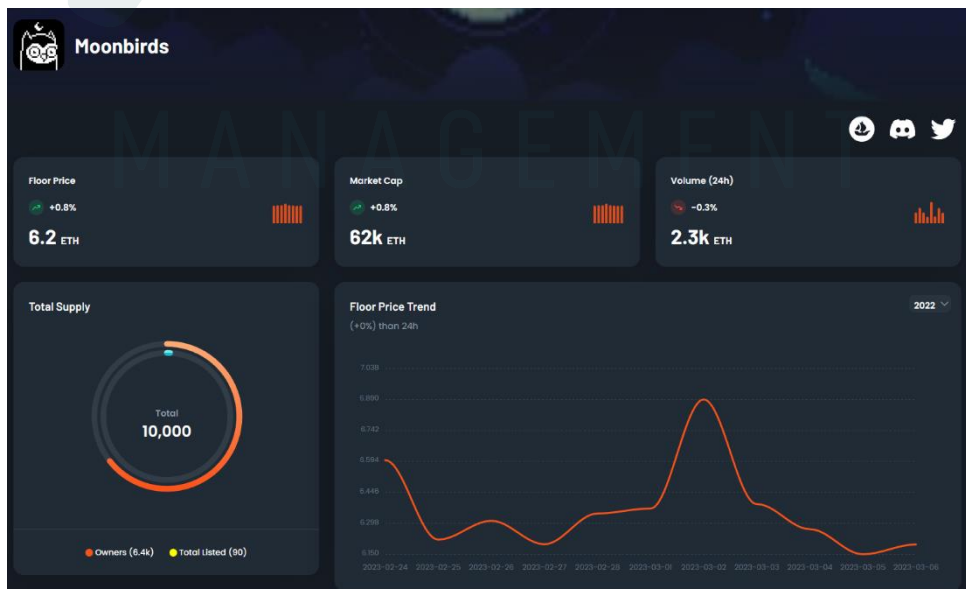 Moonbirds
MANAGEMENT
Floor Price
+0.8%
6.2 ETH
Market Cap
+0.8%
62k ETH
Volume (24h)
-0.3%
2.3k ETH
Total Supply
Total
10,000
Owners (6.4k) Total Listed (90)
Floor Price Trend
2022
(+0%) than 24h
7.038
6.890
6.742
6.594
6.446
6.298
6.150
2023-02-24 2023-02-25 2023-02-26 2023-02-27 2023-02-28 2023-03-01 2023-03-02 2023-03-03 2023-03-04 2023-03-05 2023-03-06